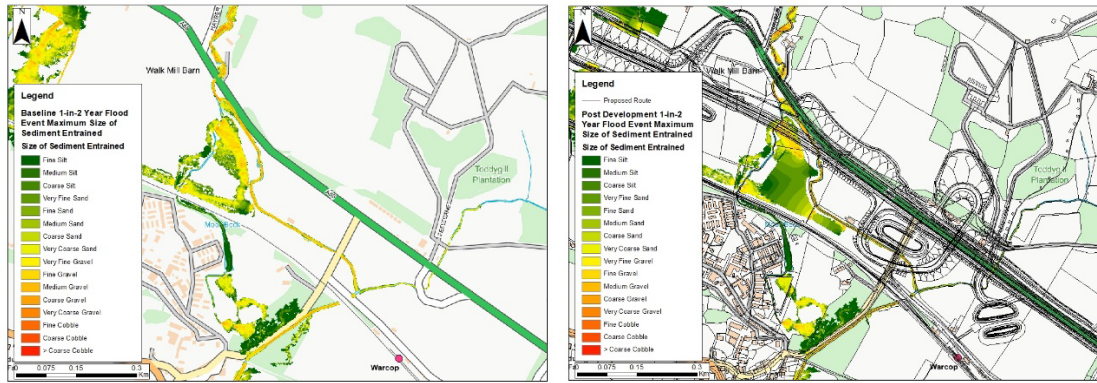 N
A66
Walk Mill Barn
Legend
Baseline 1-in-2 Year Flood
Event Maximum Size of
Sediment Entrained
Size of Sediment Entrained
Fine Silt
Medium Silt
Coarse Silt
Very Fine Sand
Fine Sand
Medium Sand
Coarse Sand
Very Coarse Sand
Very Fine Gravel
Fine Gravel
Medium Gravel
Coarse Gravel
Very Coarse Gravel
Fine Cobble
Coarse Cobble
> Coarse Cobble
0 0.075 0.15 0.3
Km
Toddygill
Plantation
Moor Beck
Warcop
N
Walk Mill Barn
Legend
Proposed Route
Post Development 1-in-2
Year Flood Event Maximum
Size of Sediment Entrained
Size of Sediment Entrained
Fine Silt
Medium Silt
Coarse Silt
Very Fine Sand
Fine Sand
Medium Sand
Coarse Sand
Very Coarse Sand
Very Fine Gravel
Fine Gravel
Medium Gravel
Coarse Gravel
Very Coarse Gravel
Fine Cobble
Coarse Cobble
> Coarse Cobble
0 0.075 0.15 0.3
Km
Toddygill
Plantation
Warcop